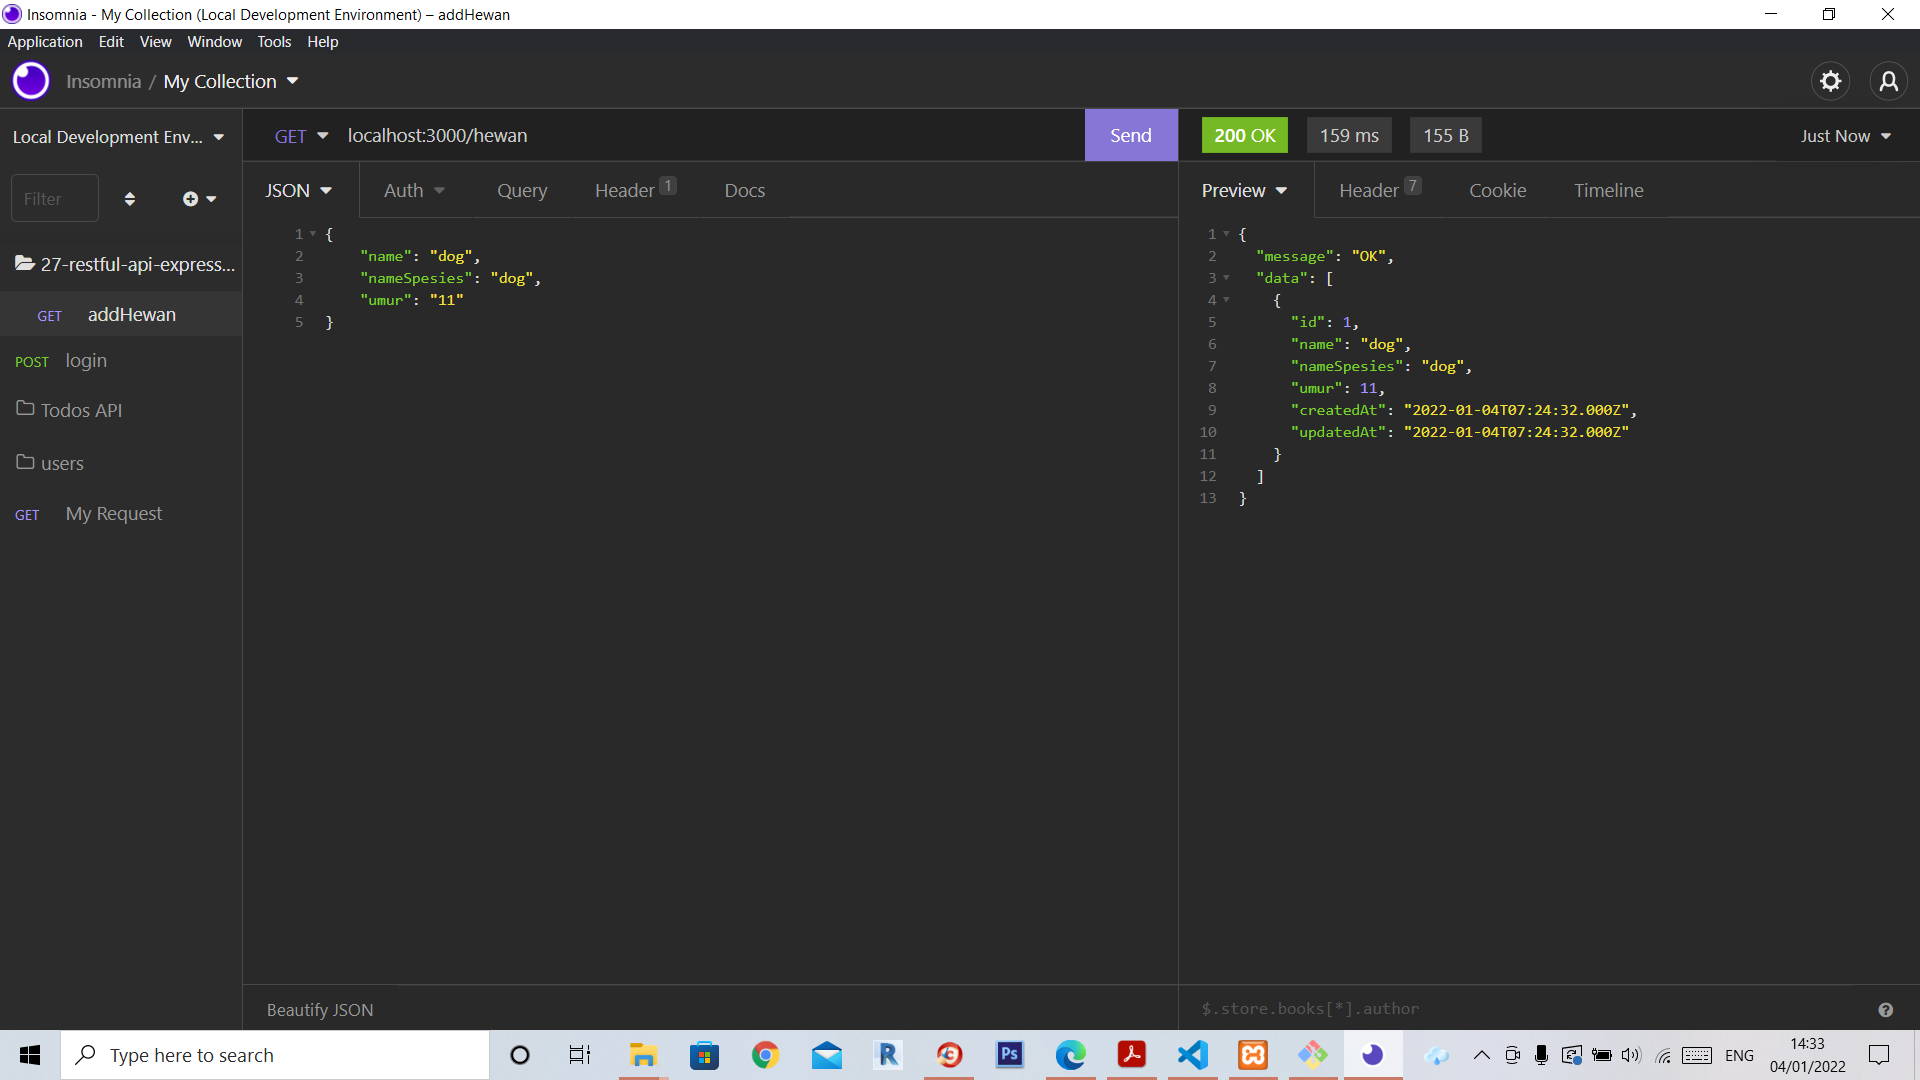 Insomnia - My Collection (Local Development Environment) – addHewan
Application Edit View Window Tools Help
Insomnia / My Collection
Local Development Env...
GET localhost:3000/hewan Send
200 OK 159 ms 155 B Just Now
Filter
JSON Auth Query Header 1 Docs
Preview Header 7 Cookie Timeline
27-restful-api-express...
GET addHewan
POST login
Todos API
users
GET My Request
1 {
2 "name": "dog",
3 "nameSpesies": "dog",
4 "umur": "11"
5 }
Beautify JSON
1 {
2 "message": "OK",
3 "data": [
4 {
5 "id": 1,
6 "name": "dog",
7 "nameSpesies": "dog",
8 "umur": 11,
9 "createdAt": "2022-01-04T07:24:32.000Z",
10 "updatedAt": "2022-01-04T07:24:32.000Z"
11 }
12 ]
13 }
$.store.books[*].author
Type here to search
R
Ps
ENG
14:33
04/01/2022